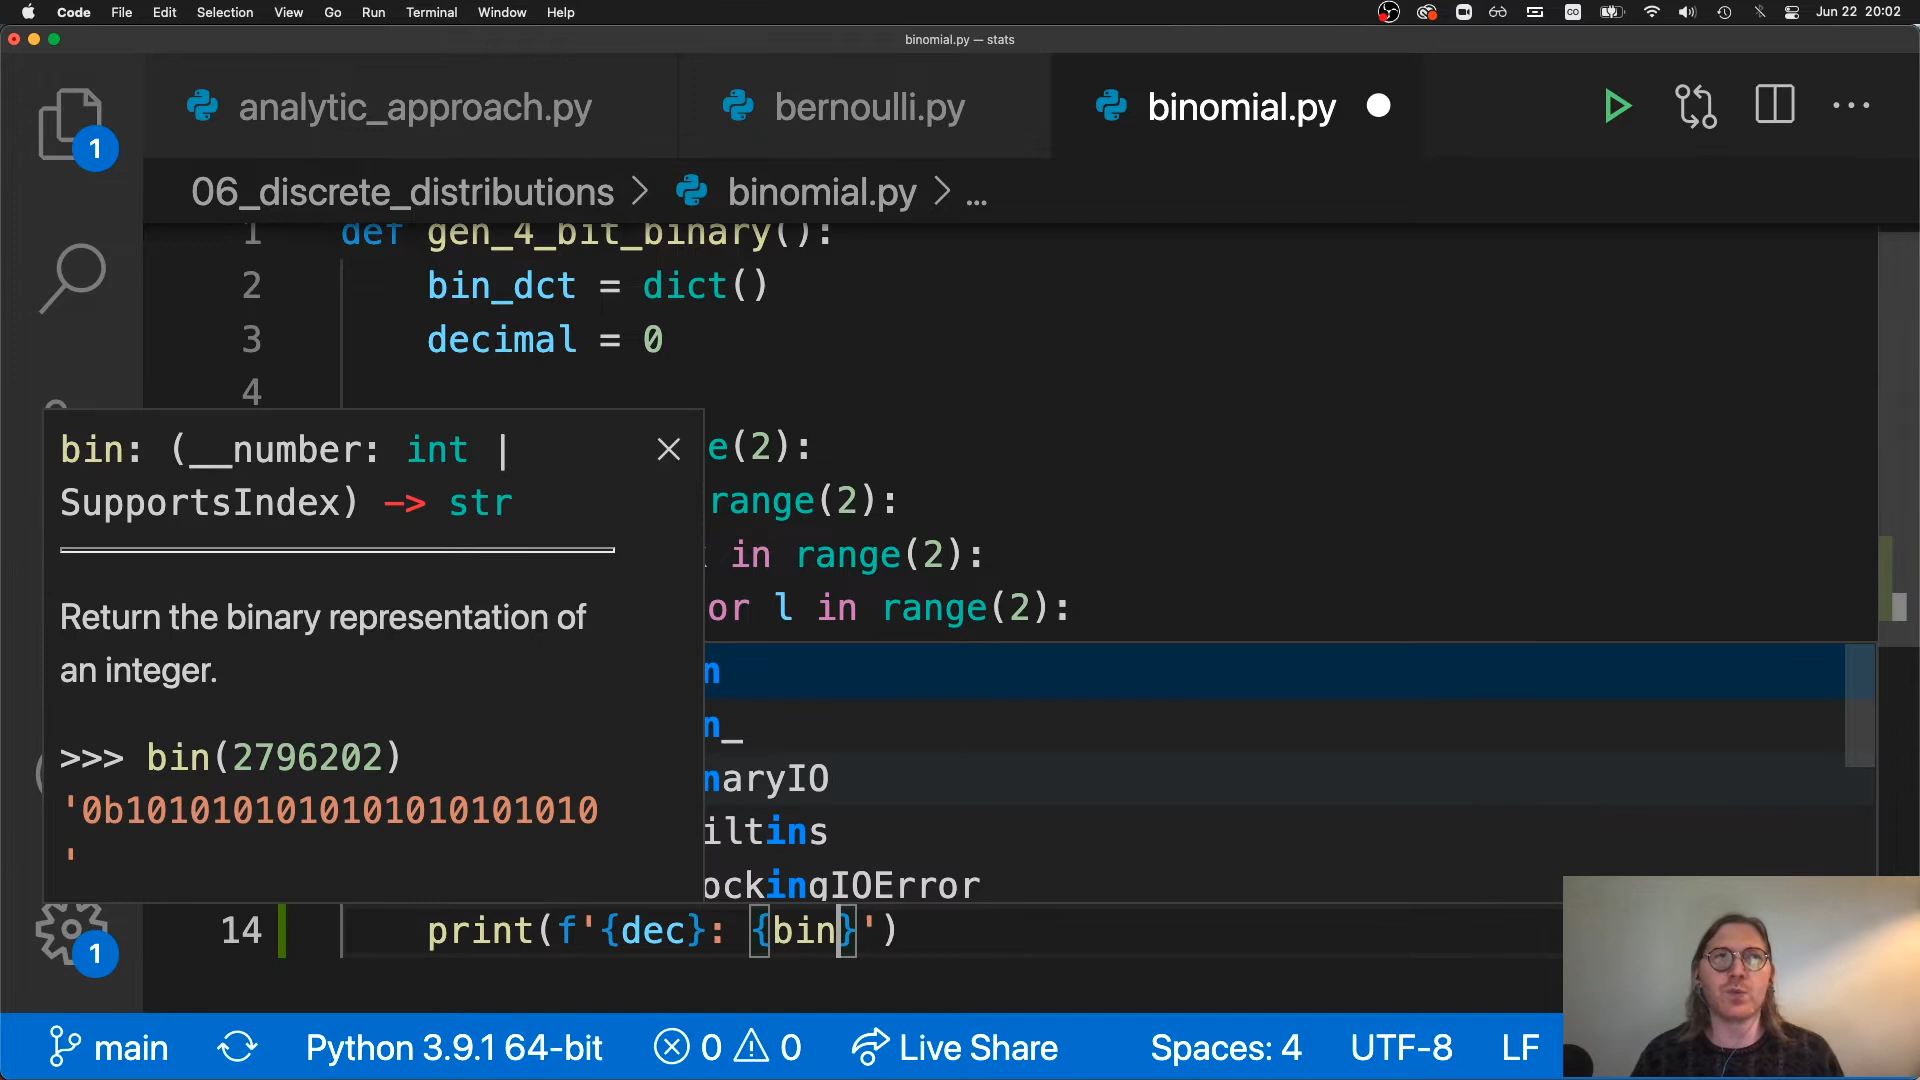 Code File Edit Selection View Go Run Terminal Window Help Jun 22 20:02
binomial.py — stats
analytic_approach.py bernoulli.py binomial.py
1
06_discrete_distributions > binomial.py > ...
1 def gen_4_bit_binary():
2 bin_dct = dict()
3 decimal = 0
4
bin: (__number: int |
SupportsIndex) -> str
Return the binary representation of
an integer.
>>> bin(2796202)
'0b1010101010101010101010
'
e(2):
range(2):
in range(2):
or l in range(2):
n
n_
naryIO
iltins
ockingIOError
14 print(f'{dec}: {bin}')
1
main Python 3.9.1 64-bit 0 0 Live Share Spaces: 4 UTF-8 LF